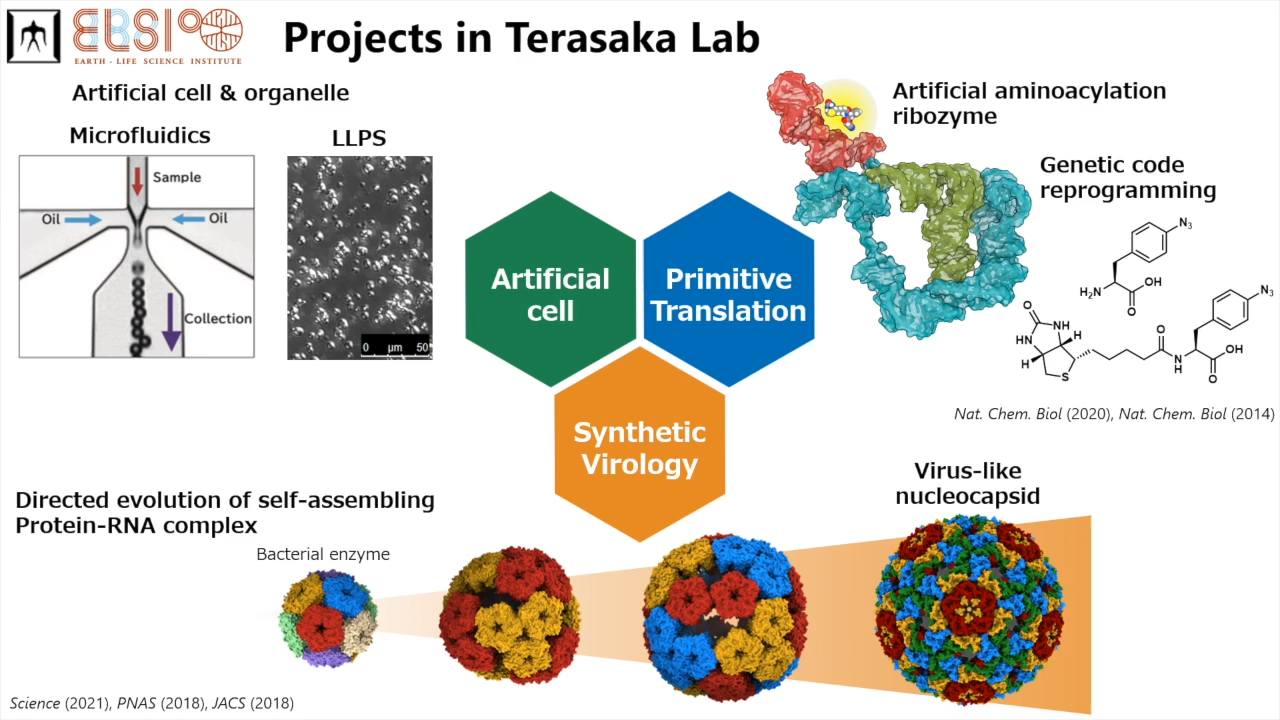 ELSI
EARTH - LIFE SCIENCE INSTITUTE
Projects in Terasaka Lab
Artificial cell & organelle
Microfluidics
LLPS
Sample
Oil
Oil
Collection
0 µm 50
Artificial
cell
Primitive
Translation
Synthetic
Virology
Artificial aminoacylation
ribozyme
Genetic code
reprogramming
N3
H2N
OH
O
N3
O
HN
NH
H
H
S
O
N
H
OH
O
Nat. Chem. Biol (2020), Nat. Chem. Biol (2014)
Directed evolution of self-assembling
Protein-RNA complex
Bacterial enzyme
Virus-like
nucleocapsid
Science (2021), PNAS (2018), JACS (2018)